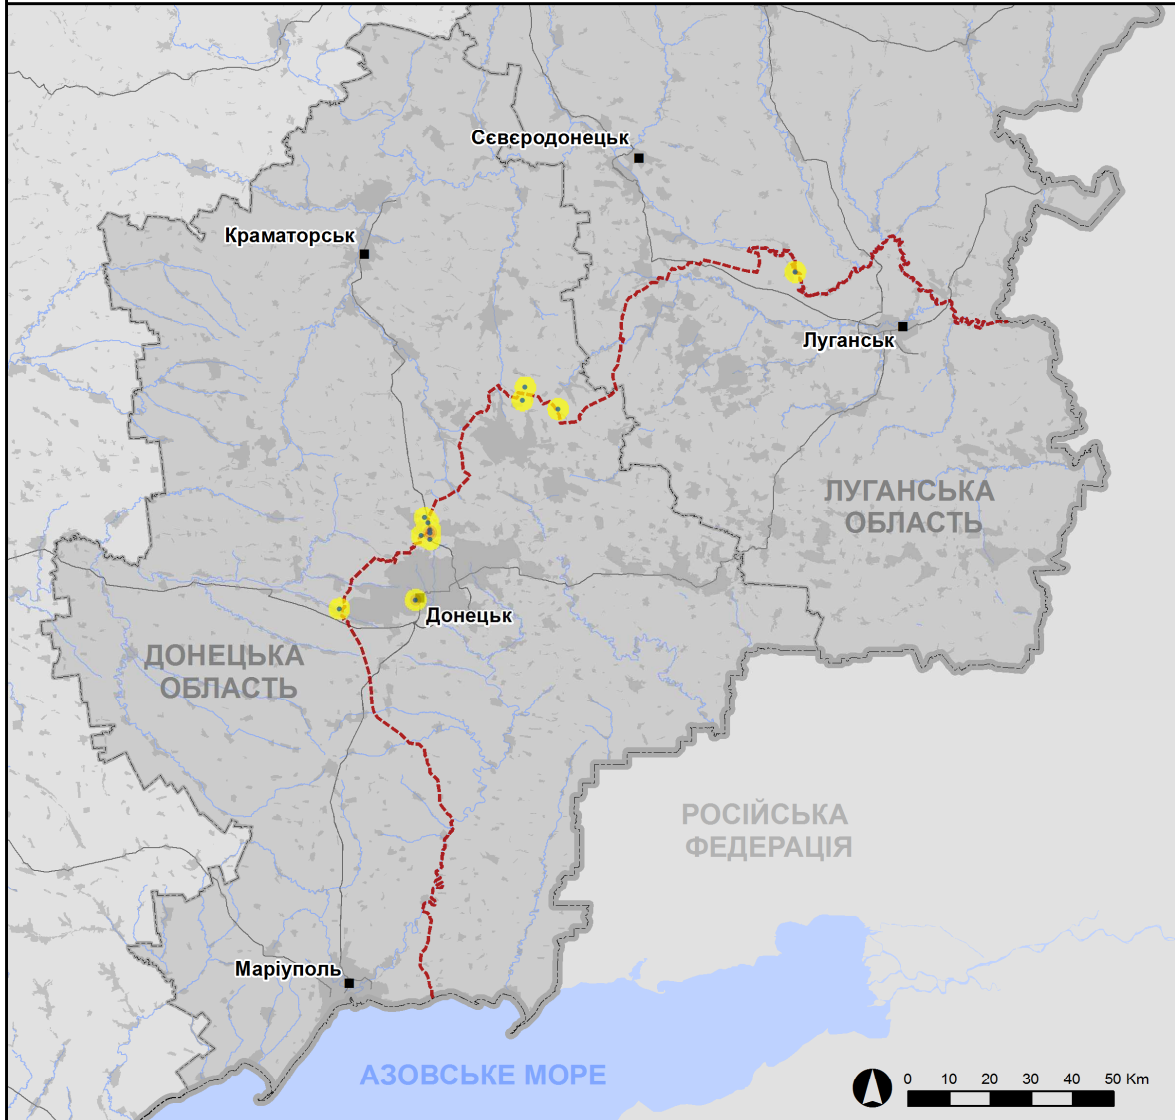 Сєвєродонецьк
Краматорськ
Луганськ
ЛУГАНСЬКА
ОБЛАСТЬ
Донецьк
ДОНЕЦЬКА
ОБЛАСТЬ
РОСІЙСЬКА
ФЕДЕРАЦІЯ
Маріуполь
АЗОВСЬКЕ МОРЕ
0 10 20 30 40 50 Km